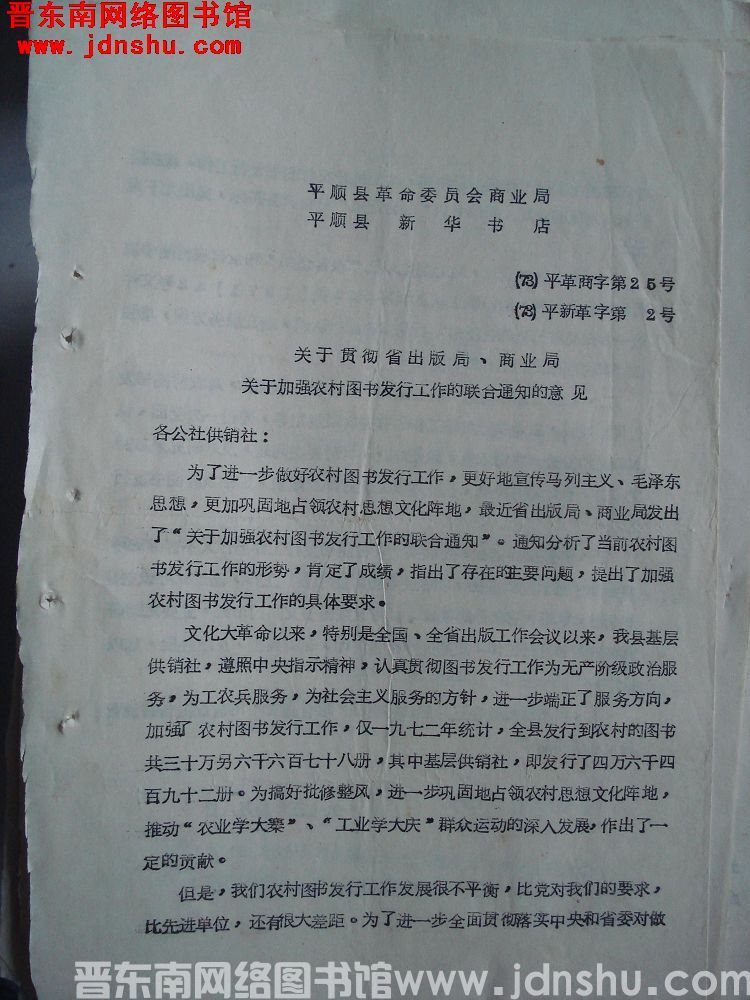 晋东南网络图书馆
www.jdnshu.com
平顺县革命委员会商业局
平顺县新华书店
(73)平革商字第25号
(73)平新革字第 2号
关于贯彻省出版局、商业局
关于加强农村图书发行工作的联合通知的意见
各公社供销社：
为了进一步做好农村图书发行工作，更好地宣传马列主义、毛泽东
思想，更加巩固地占领农村思想文化阵地，最近省出版局、商业局发出
了“关于加强农村图书发行工作的联合通知”。通知分析了当前农村图
书发行工作的形势，肯定了成绩，指出了存在的主要问题，提出了加强
农村图书发行工作的具体要求。
文化大革命以来，特别是全国、全省出版工作会议以来，我县基层
供销社，遵照中央指示精神，认真贯彻图书发行工作为无产阶级政治服
务，为工农兵服务，为社会主义服务的方针，进一步端正了服务方向，
加强了农村图书发行工作，仅一九七二年统计，全县发行到农村的图书
共三十万另六千六百七十八册，其中基层供销社，即发行了四万六千四
百九十二册。为搞好批修整风，进一步巩固地占领农村思想文化阵地，
推动“农业学大寨”、“工业学大庆”群众运动的深入发展，作出了一
定的贡献。
但是，我们农村图书发行工作发展很不平衡，比党对我们的要求，
比先进单位，还有很大差距。为了进一步全面贯彻落实中央和省委对做
晋东南网络图书馆www.jdnshu.com